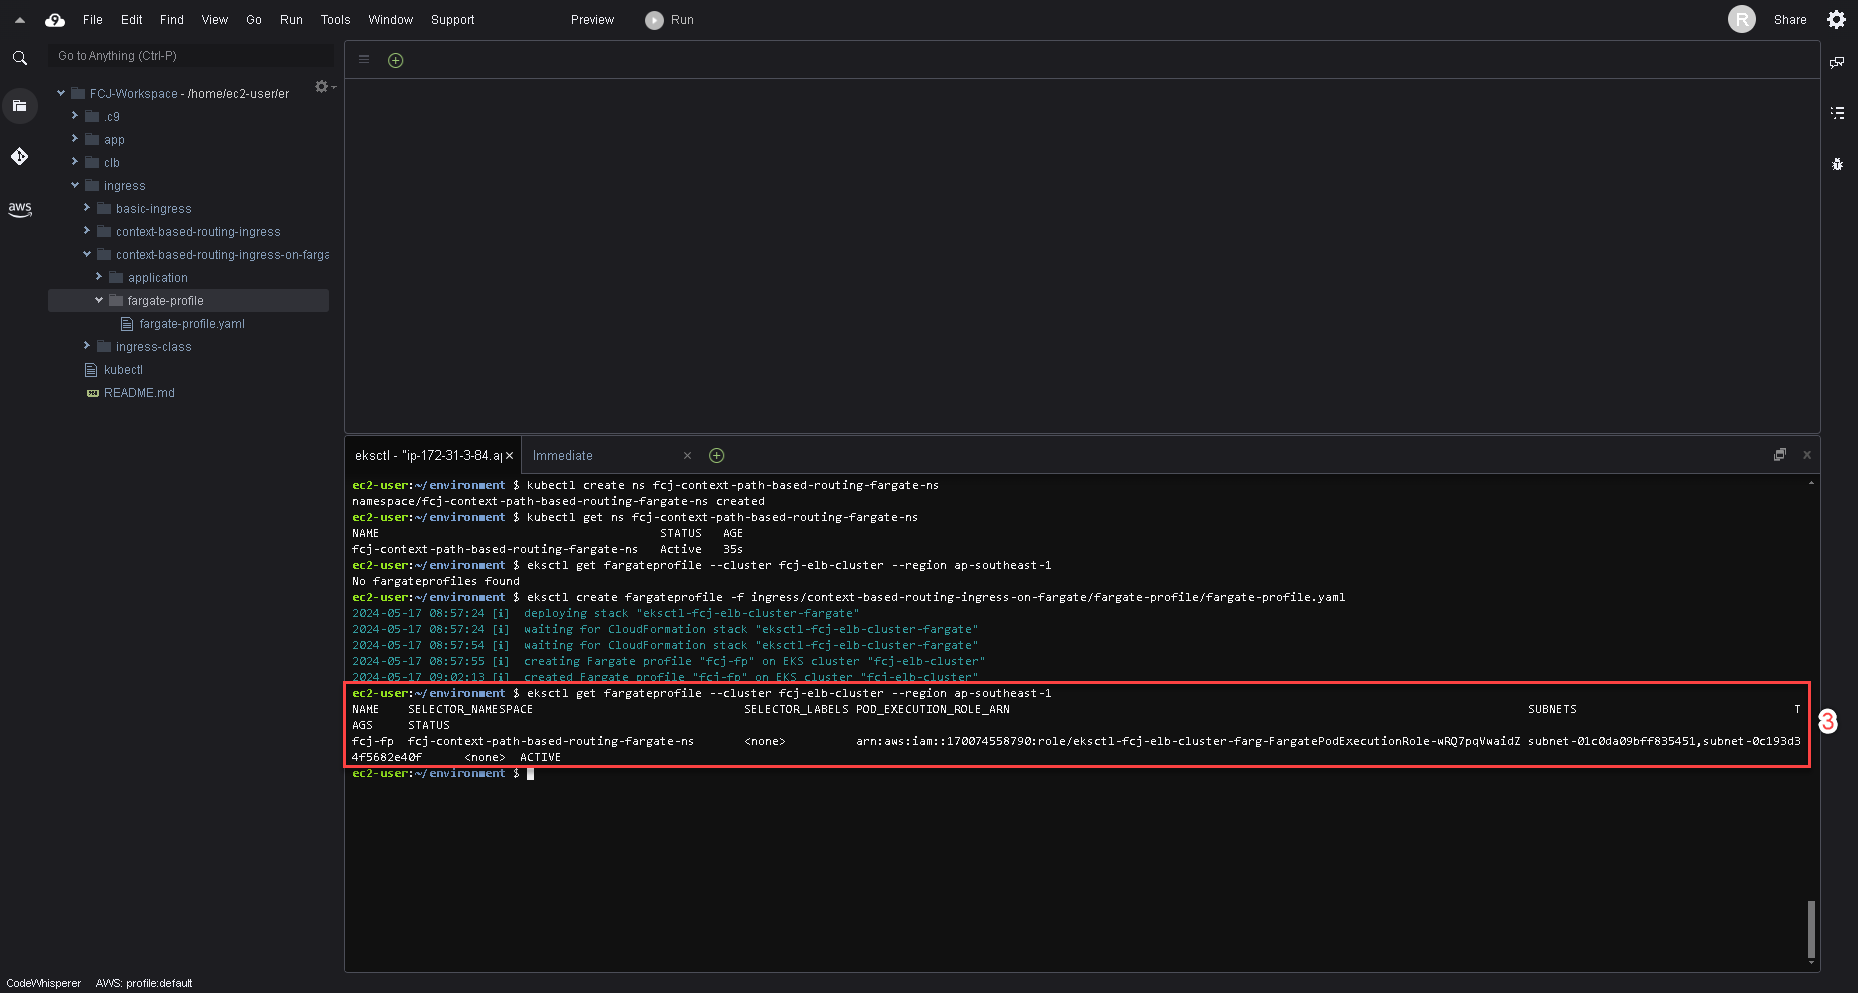 File Edit Find View Go Run Tools Window Support Preview Run R Share
Go to Anything (Ctrl-P)
FCJ-Workspace - /home/ec2-user/er
.c9
app
clb
ingress
basic-ingress
context-based-routing-ingress
context-based-routing-ingress-on-farga
application
fargate-profile
fargate-profile.yaml
ingress-class
kubectl
README.md
aws
eksctl - "ip-172-31-3-84.ap Immediate
ec2-user:~/environment $ kubectl create ns fcj-context-path-based-routing-fargate-ns
namespace/fcj-context-path-based-routing-fargate-ns created
ec2-user:~/environment $ kubectl get ns fcj-context-path-based-routing-fargate-ns
NAME STATUS AGE
fcj-context-path-based-routing-fargate-ns Active 35s
ec2-user:~/environment $ eksctl get fargateprofile --cluster fcj-elb-cluster --region ap-southeast-1
No fargateprofiles found
ec2-user:~/environment $ eksctl create fargateprofile -f ingress/context-based-routing-ingress-on-fargate/fargate-profile/fargate-profile.yaml
2024-05-17 08:57:24 [i] deploying stack "eksctl-fcj-elb-cluster-fargate"
2024-05-17 08:57:24 [i] waiting for CloudFormation stack "eksctl-fcj-elb-cluster-fargate"
2024-05-17 08:57:54 [i] waiting for CloudFormation stack "eksctl-fcj-elb-cluster-fargate"
2024-05-17 08:57:55 [i] creating Fargate profile "fcj-fp" on EKS cluster "fcj-elb-cluster"
2024-05-17 09:02:13 [i] created Fargate profile "fcj-fp" on EKS cluster "fcj-elb-cluster"
ec2-user:~/environment $ eksctl get fargateprofile --cluster fcj-elb-cluster --region ap-southeast-1
NAME SELECTOR_NAMESPACE SELECTOR_LABELS POD_EXECUTION_ROLE_ARN SUBNETS T
AGS STATUS
fcj-fp fcj-context-path-based-routing-fargate-ns <none> arn:aws:iam::170074558790:role/eksctl-fcj-elb-cluster-farg-FargatePodExecutionRole-wRQ7pqVwaidZ subnet-01c0da09bff835451,subnet-0c193d3
4f5682e40f <none> ACTIVE
3
ec2-user:~/environment $
CodeWhisperer AWS: profile:default